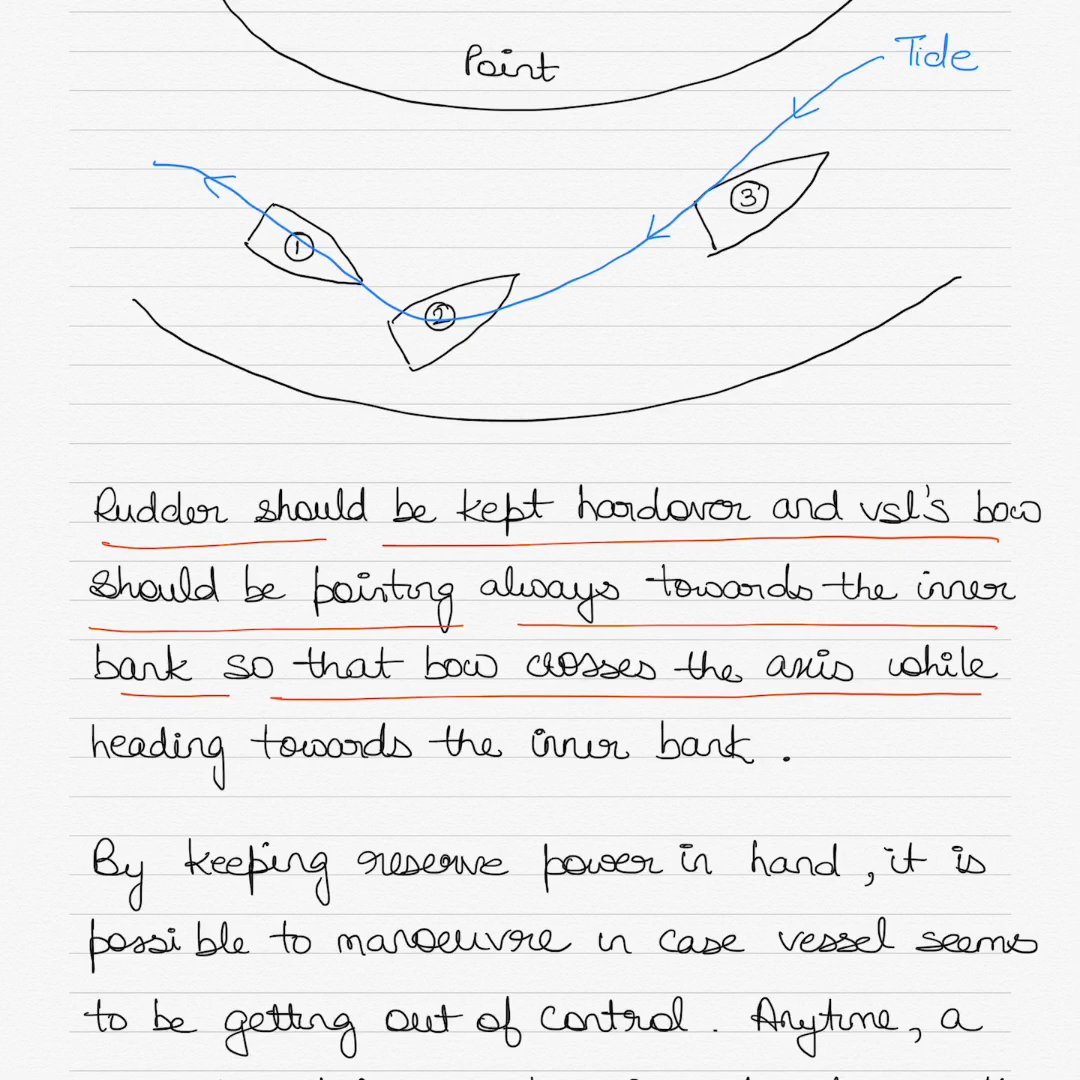 Point
Tide
1
3
2
Rudder should be kept hardover and vsl's bow
should be pointing always towards the inner
bank so that bow crosses the axis while
heading towards the inner bank.
By keeping reserve power in hand, it is
possible to manoeuvre in case vessel seems
to be getting out of control. Anytime, a